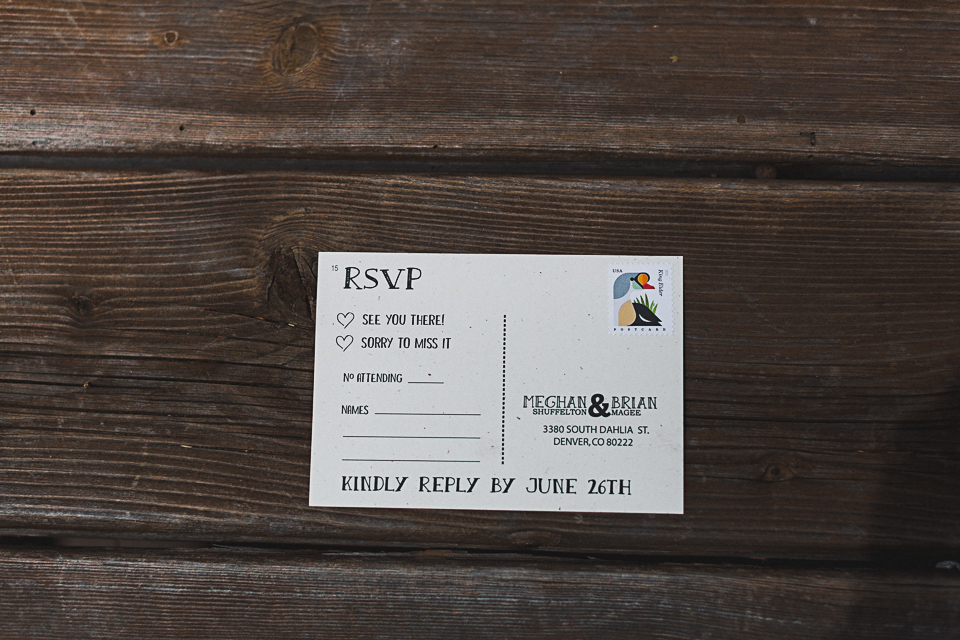 15
RSVP
SEE YOU THERE!
SORRY TO MISS IT
No ATTENDING
NAMES
KINDLY REPLY BY JUNE 26TH
USA
King Eider
POSTCARD
MEGHAN & BRIAN
SHUFFELTON MAGEE
3380 SOUTH DAHLIA ST.
DENVER, CO 80222